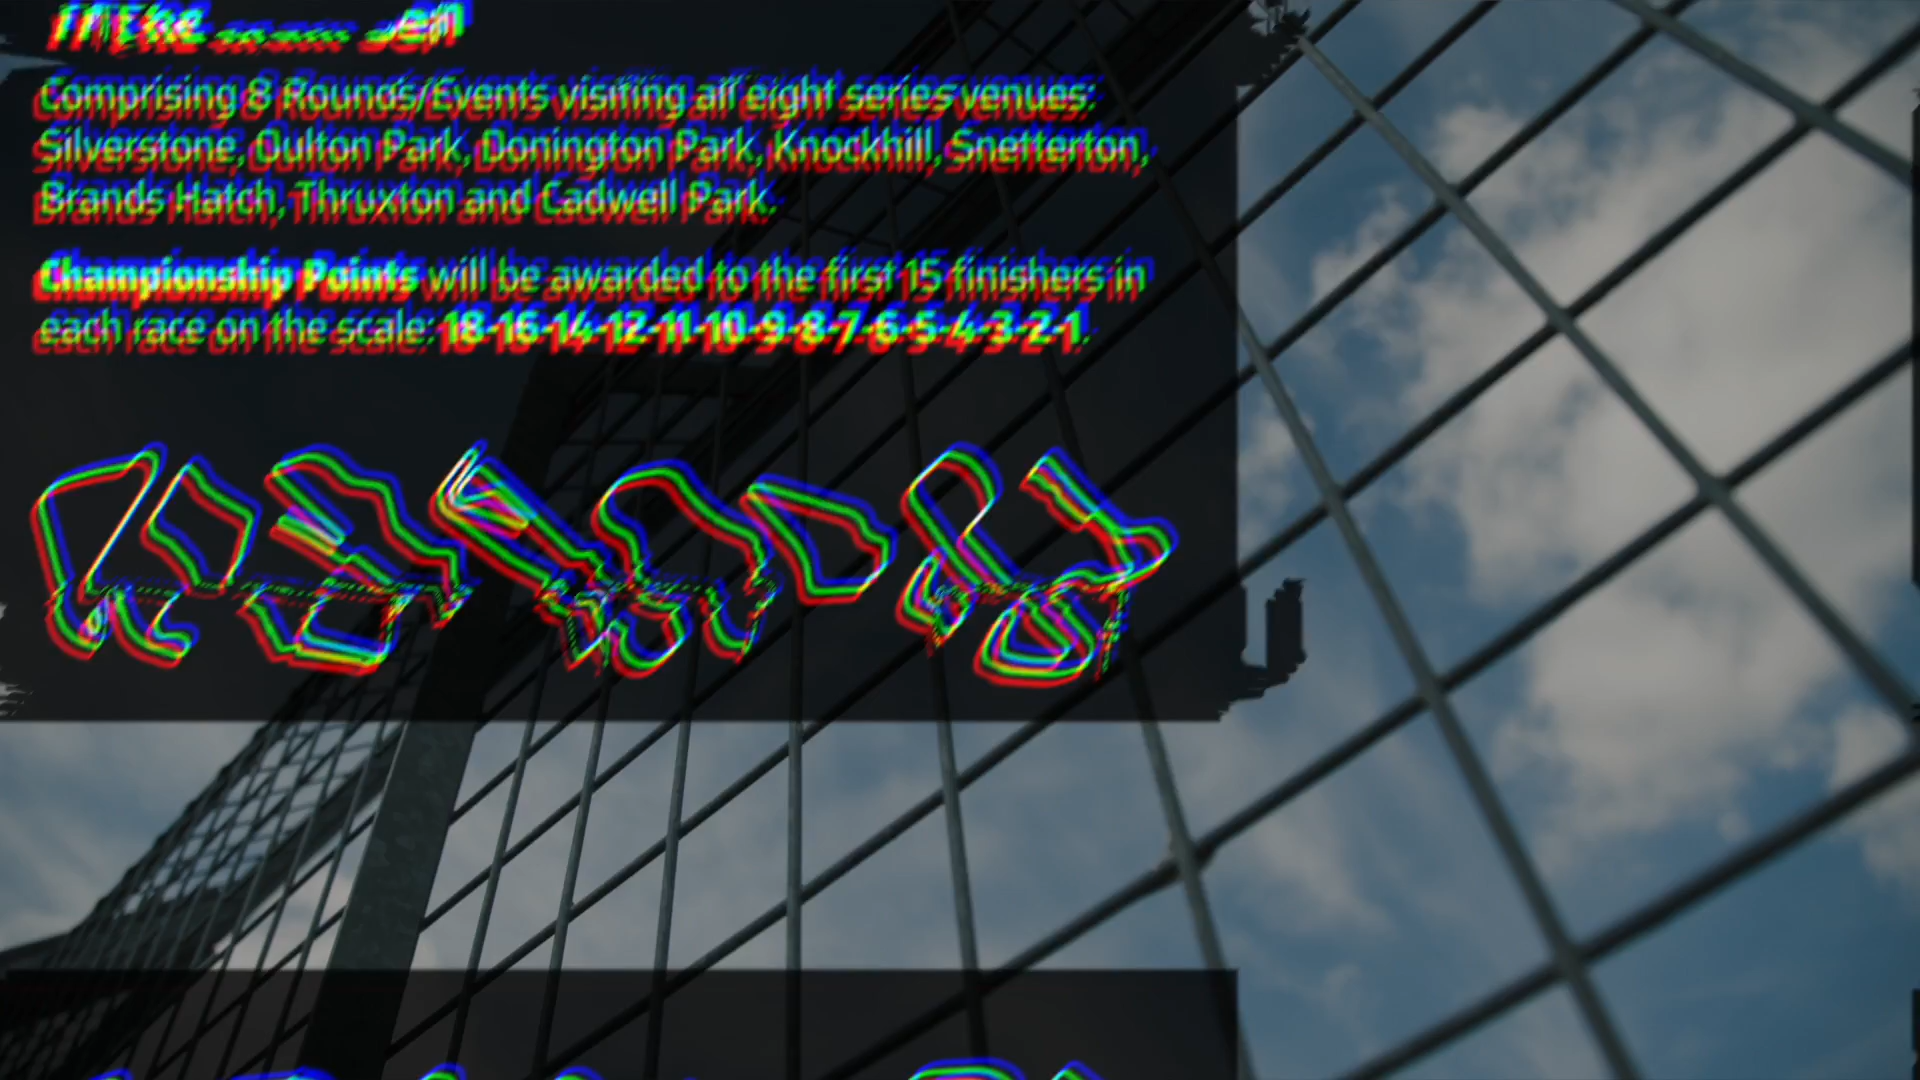 Comprising 8 Rounds/Events visiting all eight series venues:
Silverstone, Oulton Park, Donington Park, Knockhill, Snetterton,
Brands Hatch, Thruxton and Cadwell Park.
Championship Points will be awarded to the first 15 finishers in
each race on the scale: 18-16-14-12-11-10-9-8-7-6-5-4-3-2-1.